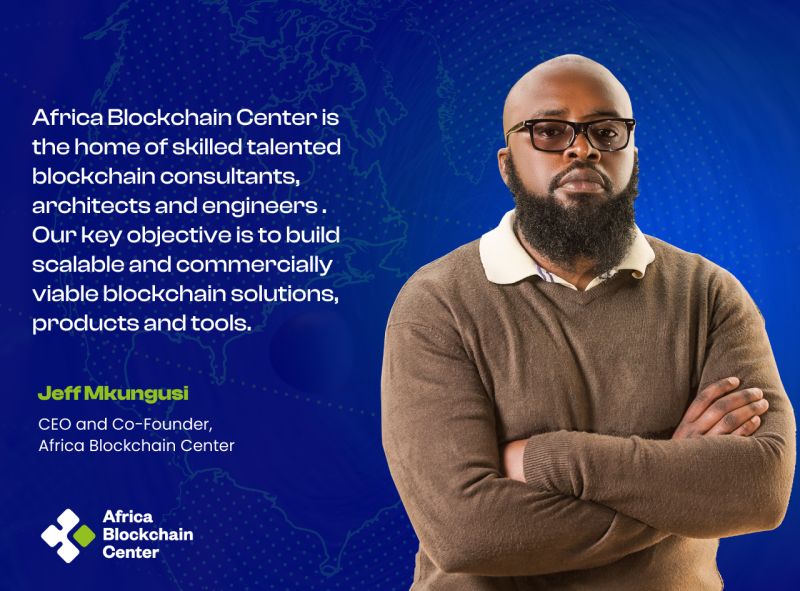 Africa Blockchain Center is
the home of skilled talented
blockchain consultants,
architects and engineers .
Our key objective is to build
scalable and commercially
viable blockchain solutions,
products and tools.
Jeff Mkungusi
CEO and Co-Founder,
Africa Blockchain Center
Africa
Blockchain
Center